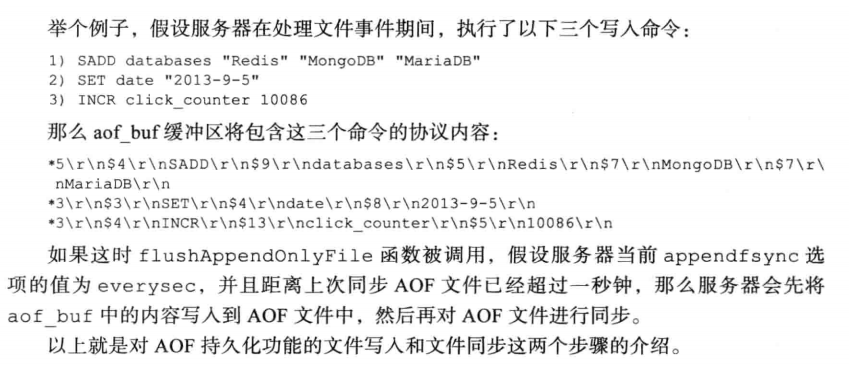 举个例子，假设服务器在处理文件事件期间，执行了以下三个写入命令：
1) SADD databases "Redis" "MongoDB" "MariaDB"
2) SET date "2013-9-5"
3) INCR click_counter 10086
那么 aof_buf 缓冲区将包含这三个命令的协议内容：
*5\r\n$4\r\nSADD\r\n$9\r\ndatabases\r\n$5\r\nRedis\r\n$7\r\nMongoDB\r\n$7\r\
nMariaDB\r\n
*3\r\n$3\r\nSET\r\n$4\r\ndate\r\n$8\r\n2013-9-5\r\n
*3\r\n$4\r\nINCR\r\n$13\r\nclick_counter\r\n$5\r\n10086\r\n
如果这时 flushAppendOnlyFile 函数被调用，假设服务器当前 appendfsync 选
项的值为 everysec，并且距离上次同步 AOF 文件已经超过一秒钟，那么服务器会先将
aof_buf 中的内容写入到 AOF 文件中，然后再对 AOF 文件进行同步。
以上就是对 AOF 持久化功能的文件写入和文件同步这两个步骤的介绍。